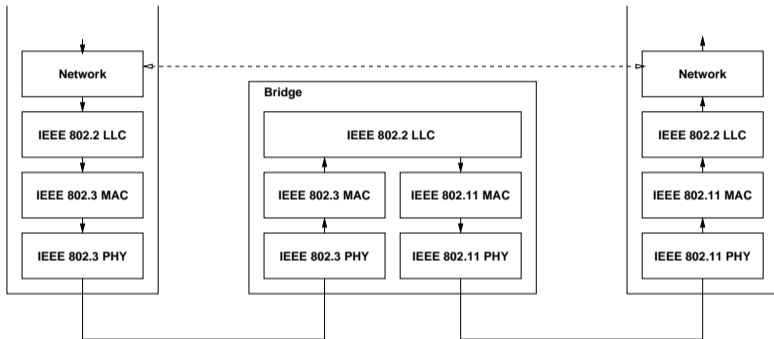 Network
IEEE 802.2 LLC
IEEE 802.3 MAC
IEEE 802.3 PHY
Bridge
IEEE 802.2 LLC
IEEE 802.3 MAC
IEEE 802.11 MAC
IEEE 802.3 PHY
IEEE 802.11 PHY
Network
IEEE 802.2 LLC
IEEE 802.11 MAC
IEEE 802.11 PHY